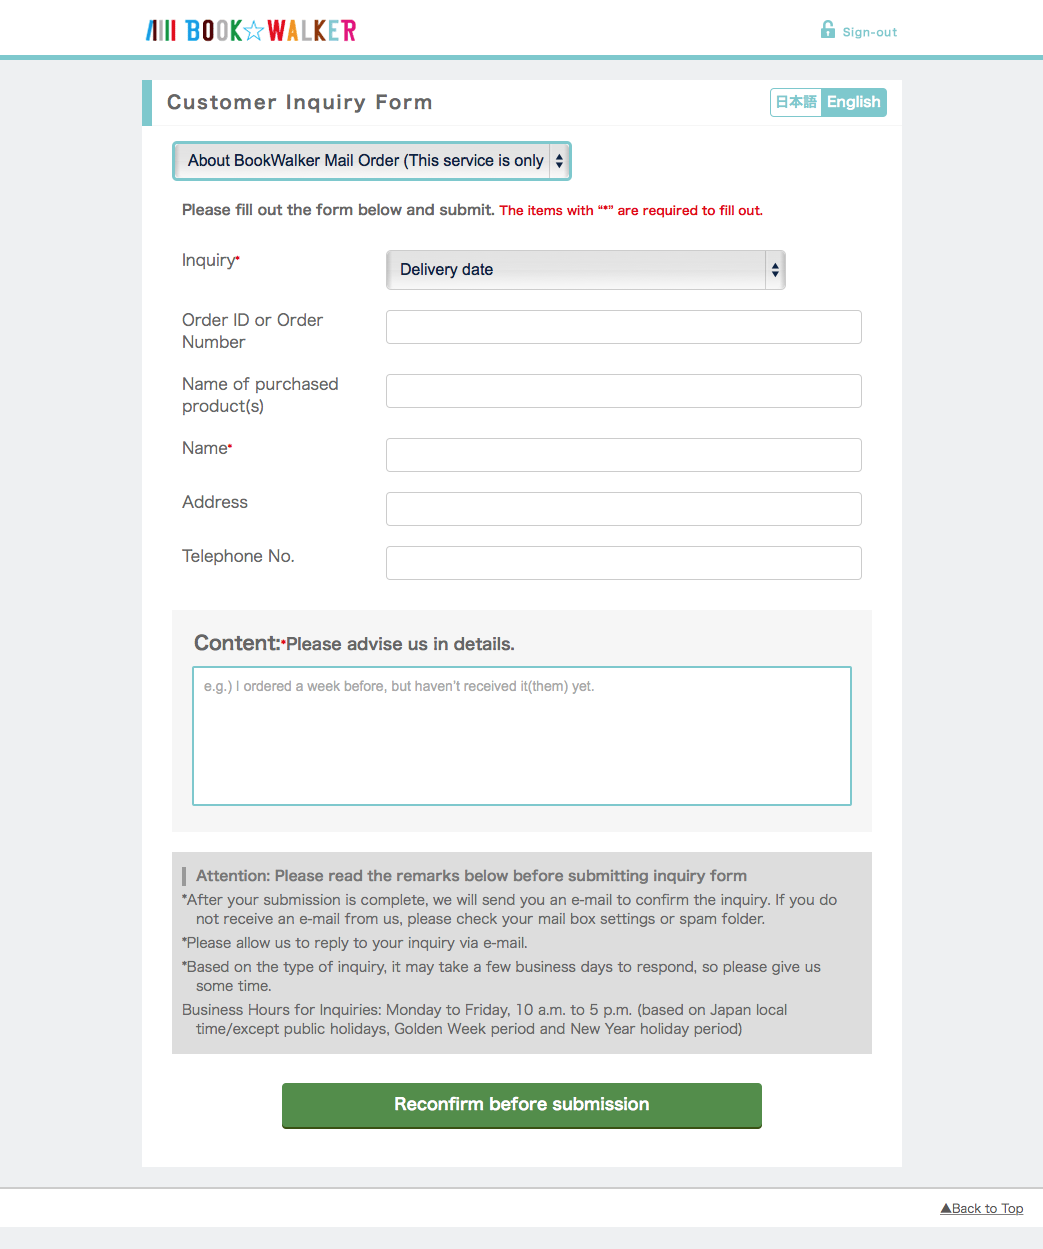 BOOK☆WALKER
Sign-out
Customer Inquiry Form
日本語 English
About BookWalker Mail Order (This service is only
Please fill out the form below and submit. The items with “*” are required to fill out.
Inquiry*
Delivery date
Order ID or Order
Number
Name of purchased
product(s)
Name*
Address
Telephone No.
Content:*Please advise us in details.
e.g.) I ordered a week before, but haven’t received it(them) yet.
Attention: Please read the remarks below before submitting inquiry form
*After your submission is complete, we will send you an e-mail to confirm the inquiry. If you do
not receive an e-mail from us, please check your mail box settings or spam folder.
*Please allow us to reply to your inquiry via e-mail.
*Based on the type of inquiry, it may take a few business days to respond, so please give us
some time.
Business Hours for Inquiries: Monday to Friday, 10 a.m. to 5 p.m. (based on Japan local
time/except public holidays, Golden Week period and New Year holiday period)
Reconfirm before submission
▲Back to Top